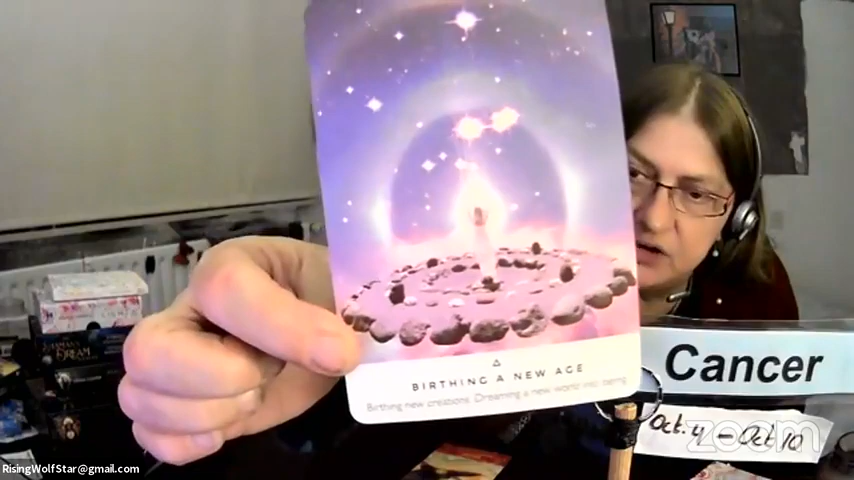 BIRTHING A NEW AGE
Birthing new creations. Dreaming a new world into being
Cancer
Oct. 4 - Oct 10
zoom
DREAM
RisingWolfStar@gmail.com